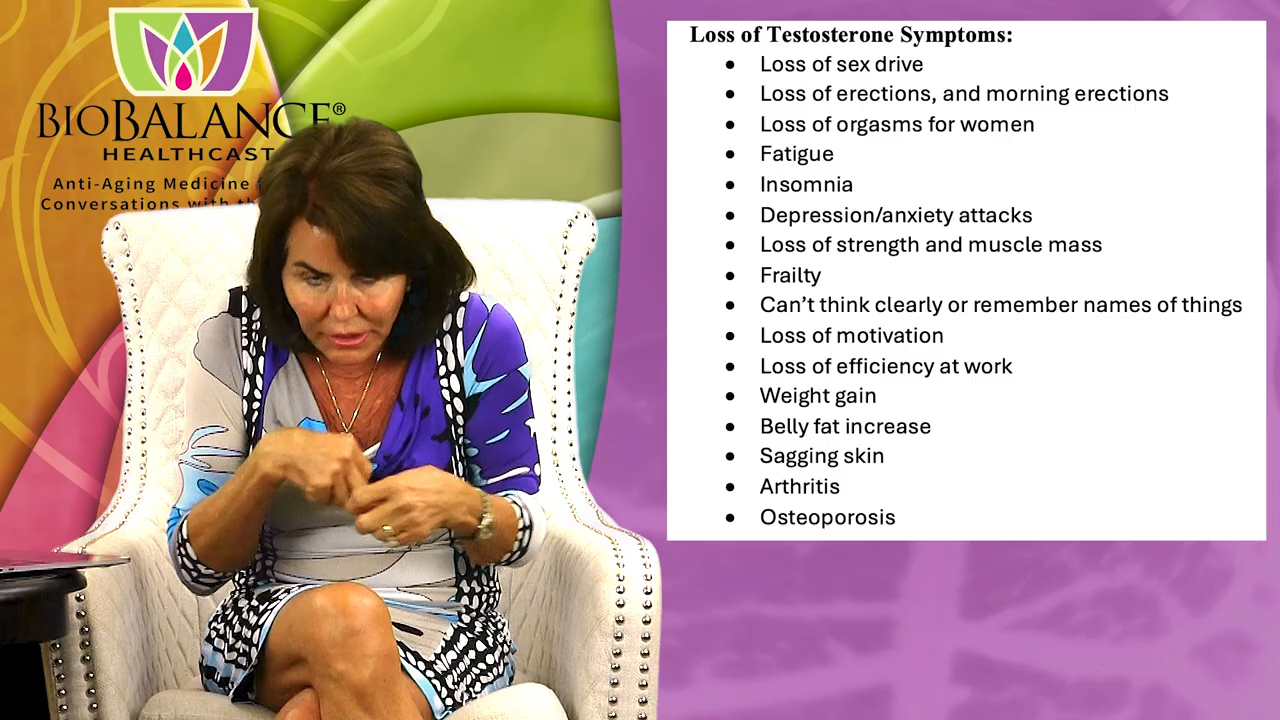 BIOBALANCE®
HEALTHCAST
Anti-Aging Medicine
Conversations with
Loss of Testosterone Symptoms:
• Loss of sex drive
• Loss of erections, and morning erections
• Loss of orgasms for women
• Fatigue
• Insomnia
• Depression/anxiety attacks
• Loss of strength and muscle mass
• Frailty
• Can’t think clearly or remember names of things
• Loss of motivation
• Loss of efficiency at work
• Weight gain
• Belly fat increase
• Sagging skin
• Arthritis
• Osteoporosis